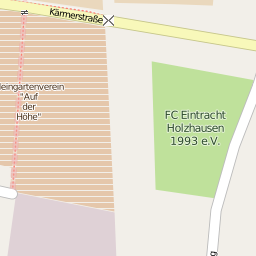 Kärmerstraße
leingartenverein
"Auf
der
Höhe"
FC Eintracht
Holzhausen
1993 e.V.
g